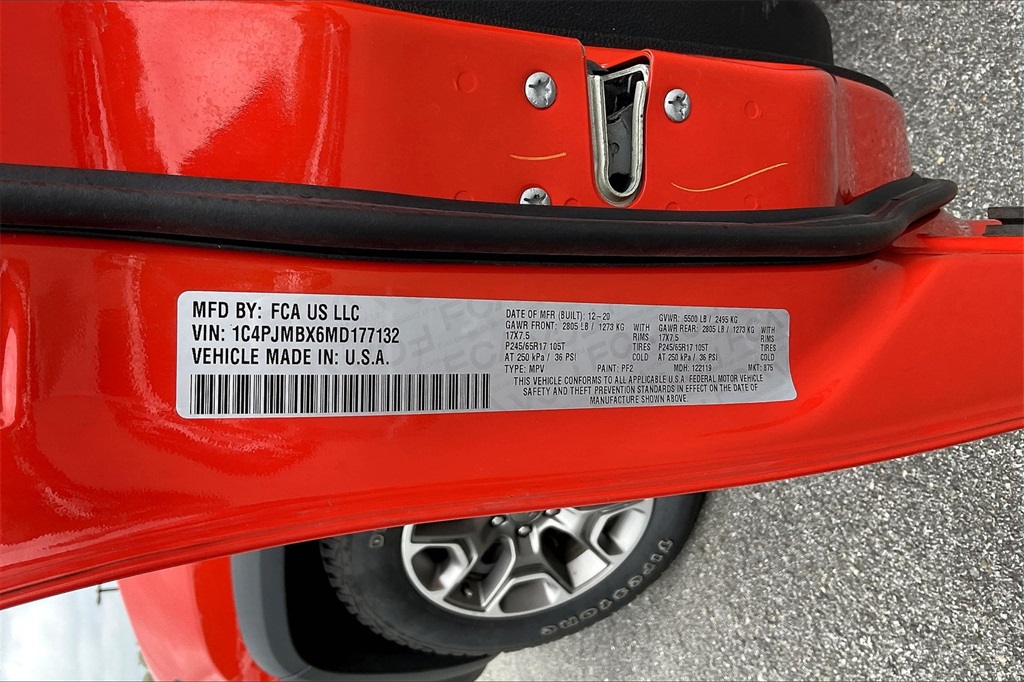 MFD BY: FCA US LLC
VIN: 1C4PJMBX6MD177132
VEHICLE MADE IN: U.S.A.
DATE OF MFR (BUILT): 12-20
GVWR: 5500 LB / 2495 KG
GAWR FRONT: 2805 LB / 1273 KG WITH
17X7.5 RIMS
P245/65R17 105T TIRES
AT 250 kPa / 36 PSI COLD
GAWR REAR: 2805 LB / 1273 KG WITH
17X7.5 RIMS
P245/65R17 105T TIRES
AT 250 kPa / 36 PSI COLD
TYPE: MPV PAINT: PF2 MDH: 122119 MKT: 875
THIS VEHICLE CONFORMS TO ALL APPLICABLE U.S.A. FEDERAL MOTOR VEHICLE
SAFETY AND THEFT PREVENTION STANDARDS IN EFFECT ON THE DATE OF
MANUFACTURE SHOWN ABOVE.
Firestone